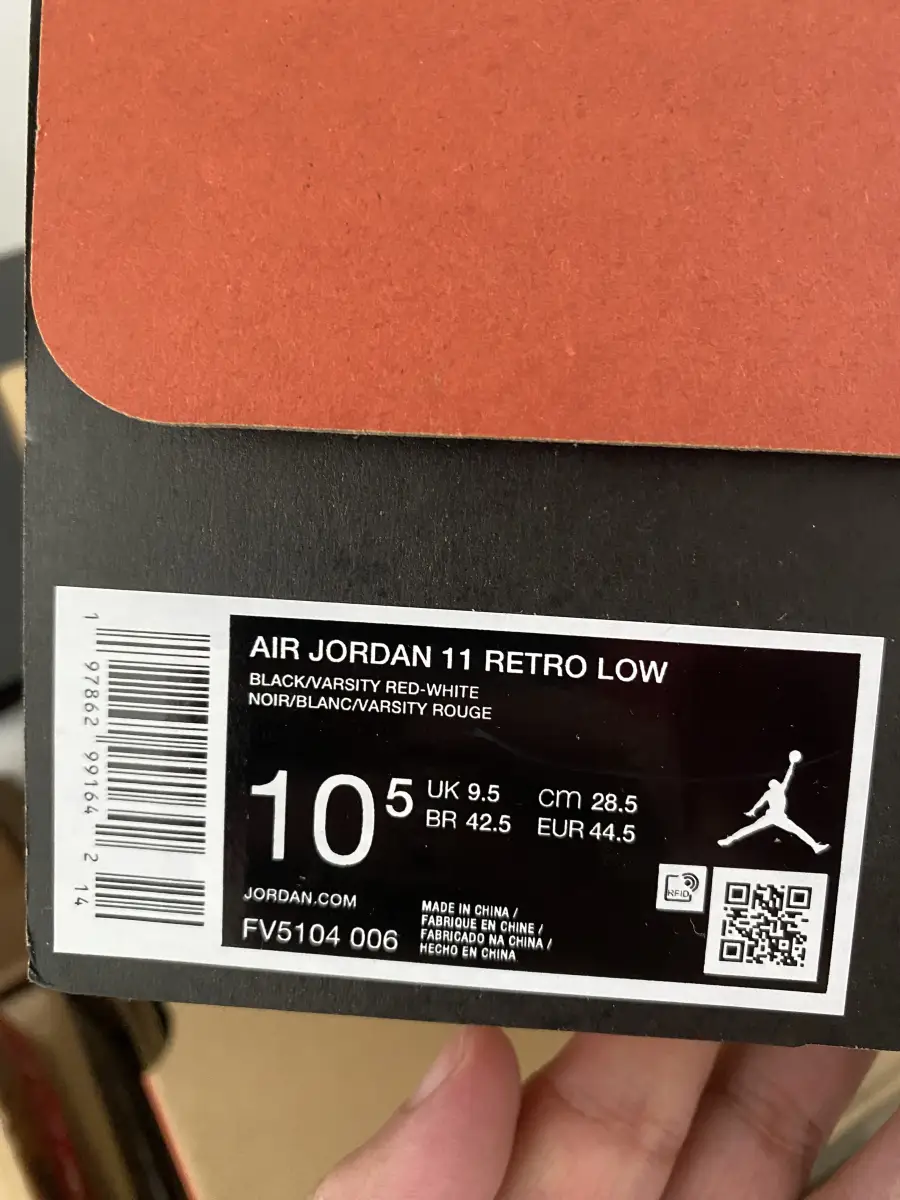 AIR JORDAN 11 RETRO LOW
BLACK/VARSITY RED-WHITE
NOIR/BLANC/VARSITY ROUGE
10 5
UK 9.5
CM 28.5
BR 42.5
EUR 44.5
JORDAN.COM
FV5104 006
MADE IN CHINA /
FABRIQUE EN CHINE /
FABRICADO NA CHINA /
HECHO EN CHINA
RFID
1 97862 99164 2 14